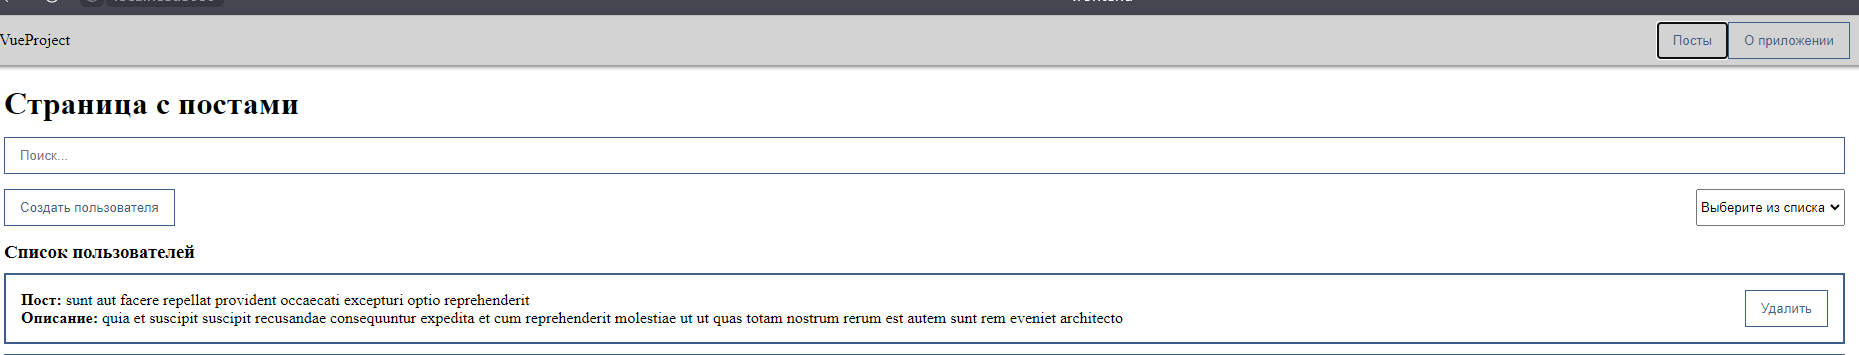 VueProject
Посты
О приложении
Страница с постами
Поиск...
Создать пользователя
Выберите из списка
Список пользователей
Пост: sunt aut facere repellat provident occaecati excepturi optio reprehenderit
Описание: quia et suscipit suscipit recusandae consequuntur expedita et cum reprehenderit molestiae ut ut quas totam nostrum rerum est autem sunt rem eveniet architecto
Удалить